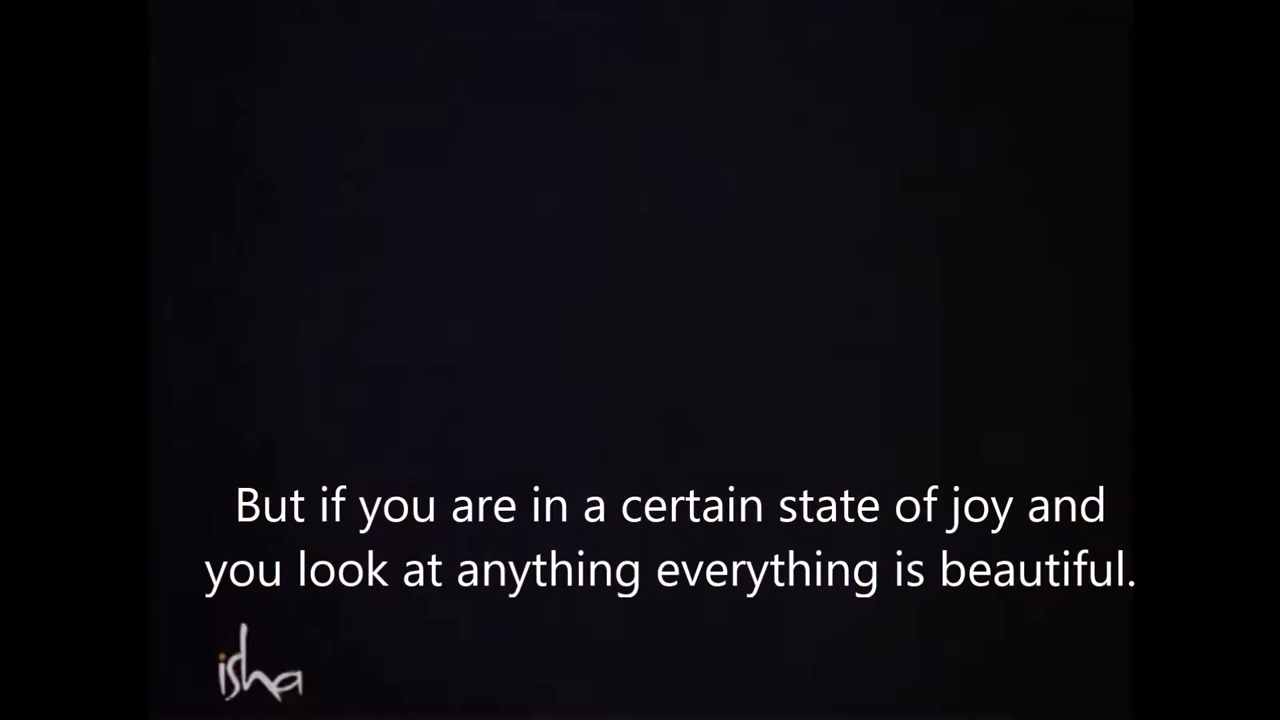 But if you are in a certain state of joy and
you look at anything everything is beautiful.
isha